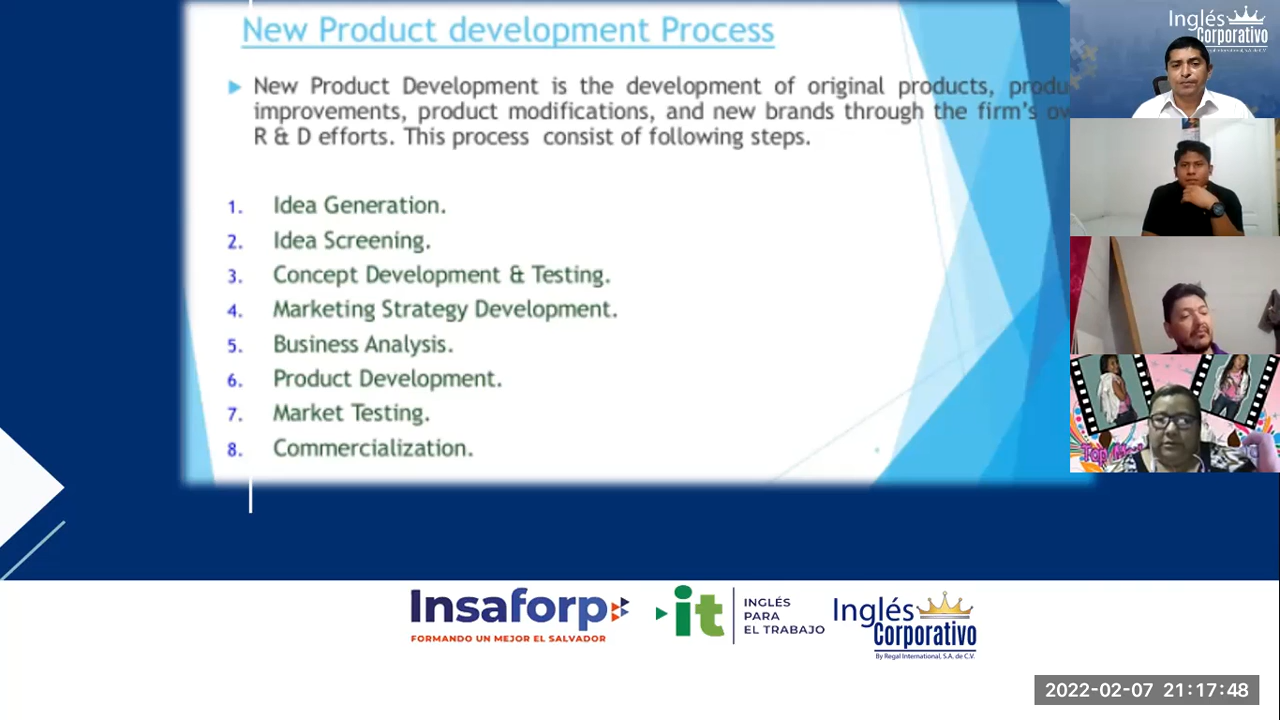 New Product development Process
New Product Development is the development of original products,
improvements, product modifications, and new brands through the firm's
R & D efforts. This process consist of following steps.
1. Idea Generation.
2. Idea Screening.
3. Concept Development & Testing.
4. Marketing Strategy Development.
5. Business Analysis.
6. Product Development.
7. Market Testing.
8. Commercialization.
Inglés
Corporativo
Insaforp
FORMANDO UN MEJOR EL SALVADOR
it
INGLÉS
PARA
EL TRABAJO
Inglés
Corporativo
By Regal International, S.A. de C.V.
2022-02-07 21:17:48